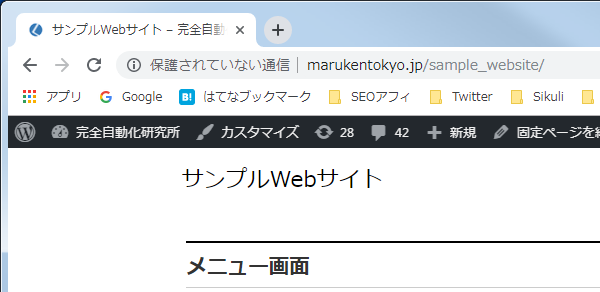 サンプルWebサイト – 完全自動
保護されていない通信 | marukentokyo.jp/sample_website/
アプリ Google B! はてなブックマーク SEOアフィ Twitter Sikuli
完全自動化研究所 カスタマイズ 28 42 新規 固定ページを
サンプルWebサイト
メニュー画面